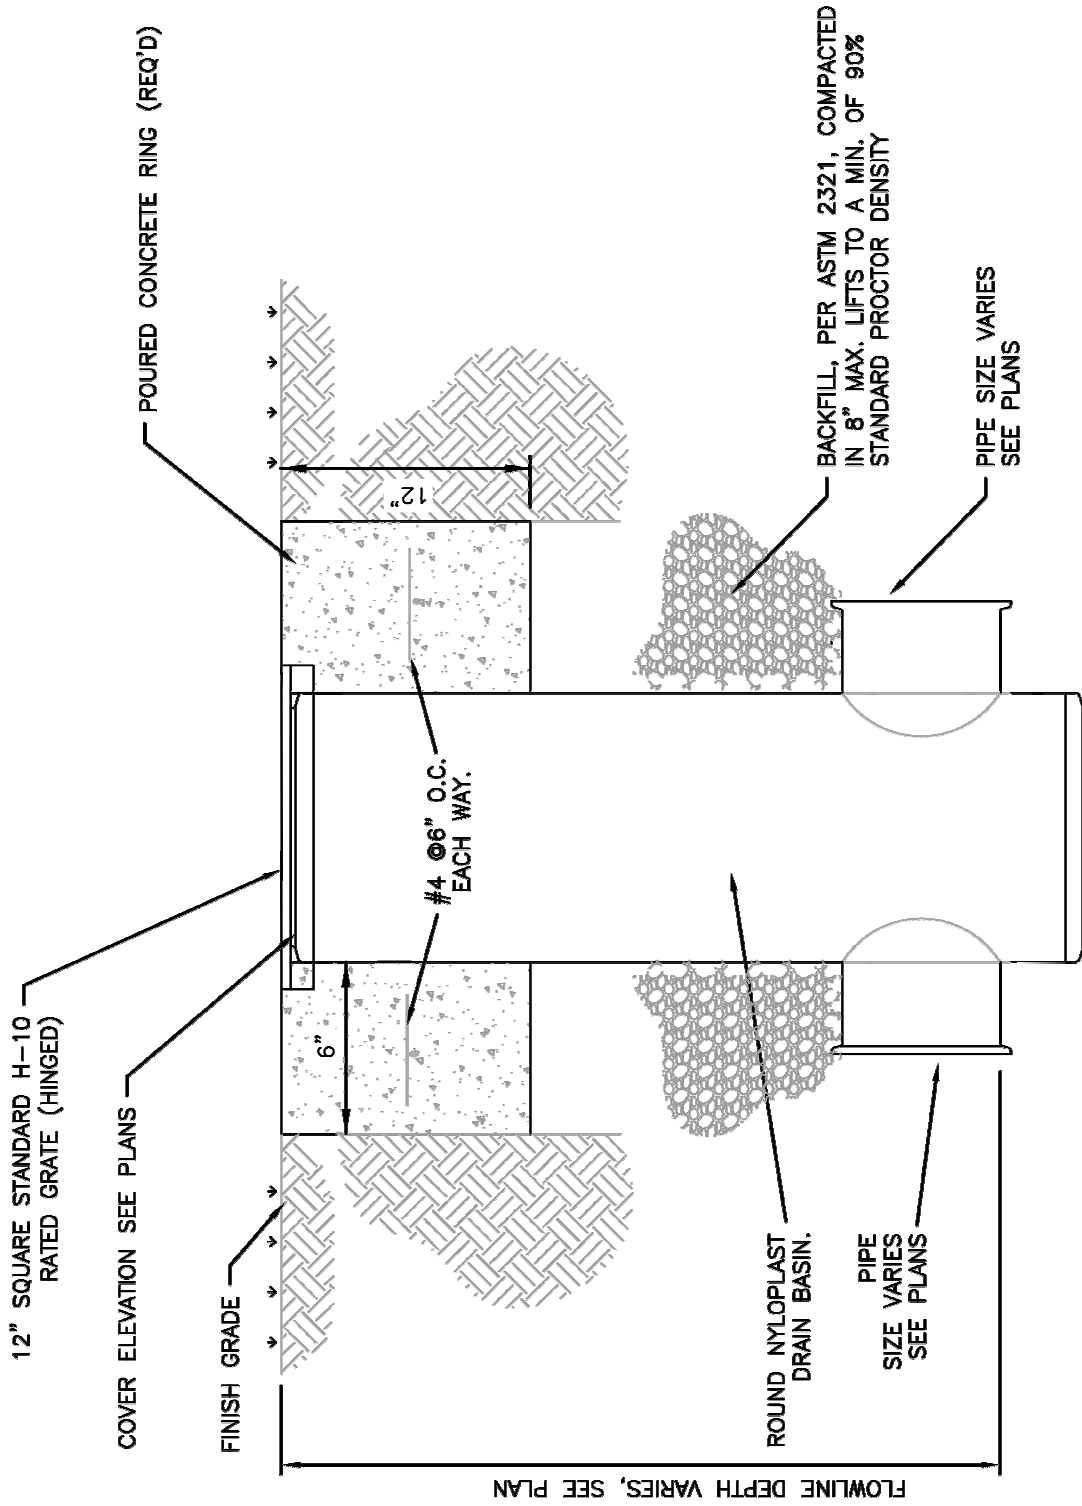 12" SQUARE STANDARD H-10
RATED GRATE (HINGED)
COVER ELEVATION SEE PLANS
FINISH GRADE
POURED CONCRETE RING (REQ'D)
12"
9"
#4 @6" O.C.
EACH WAY.
BACKFILL, PER ASTM 2321, COMPACTED
IN 8" MAX. LIFTS TO A MIN. OF 90%
STANDARD PROCTOR DENSITY
PIPE SIZE VARIES
SEE PLANS
ROUND NYLOPLAST
DRAIN BASIN.
PIPE
SIZE VARIES
SEE PLANS
FLOWLINE DEPTH VARIES, SEE PLAN